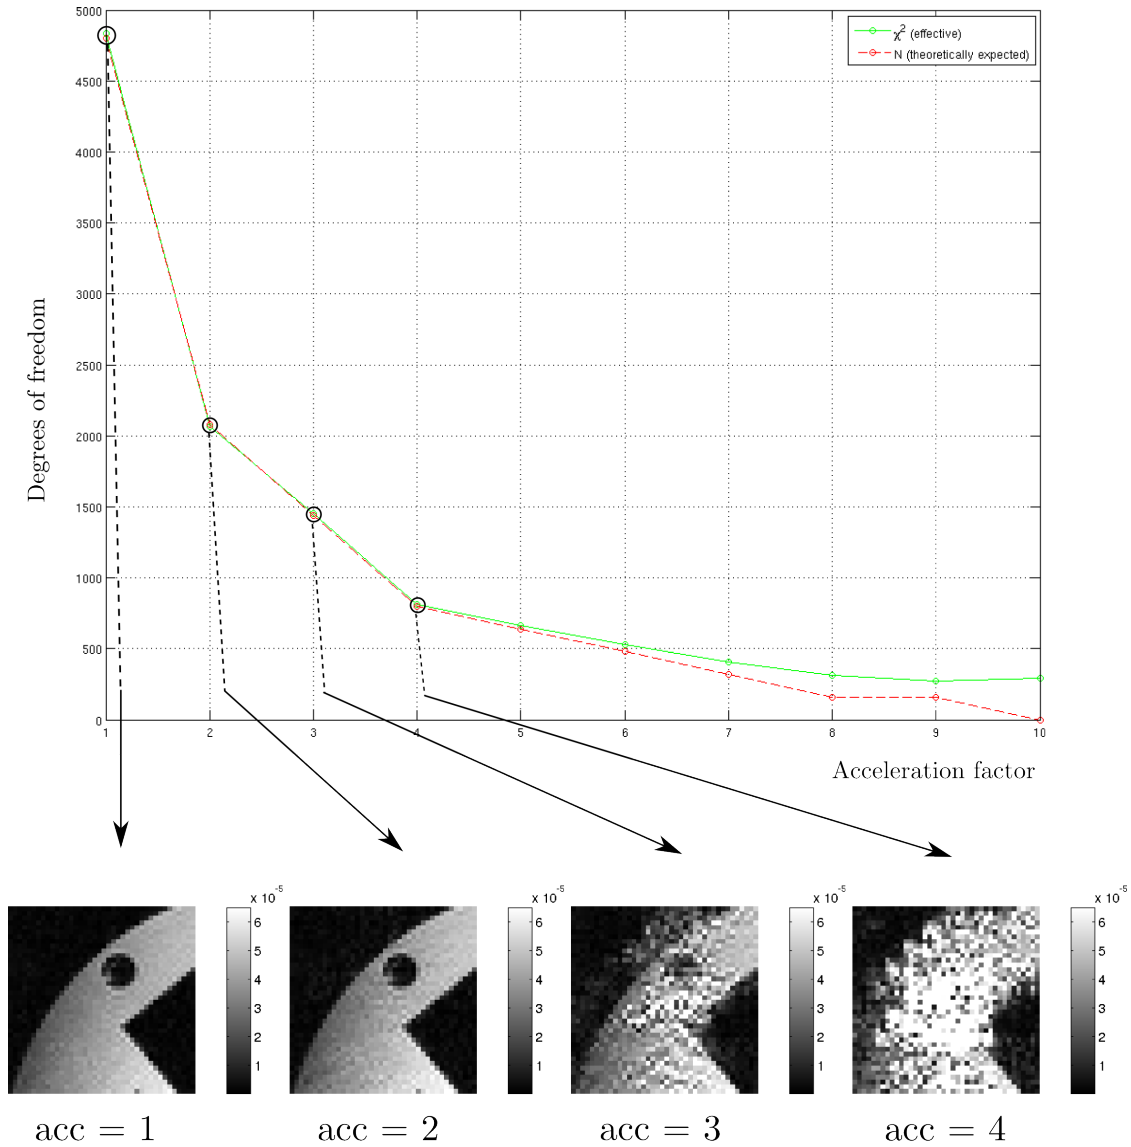 5000
χ² (effective)
N (theoretically expected)
4500
4000
3500
3000
2500
2000
1500
1000
500
0
Degrees of freedom
1 2 3 4 5 6 7 8 9 10
Acceleration factor
x 10⁻⁵ x 10⁻⁵ x 10⁻⁵ x 10⁻⁵
6 6 6 6
5 5 5 5
4 4 4 4
3 3 3 3
2 2 2 2
1 1 1 1
acc = 1 acc = 2 acc = 3 acc = 4